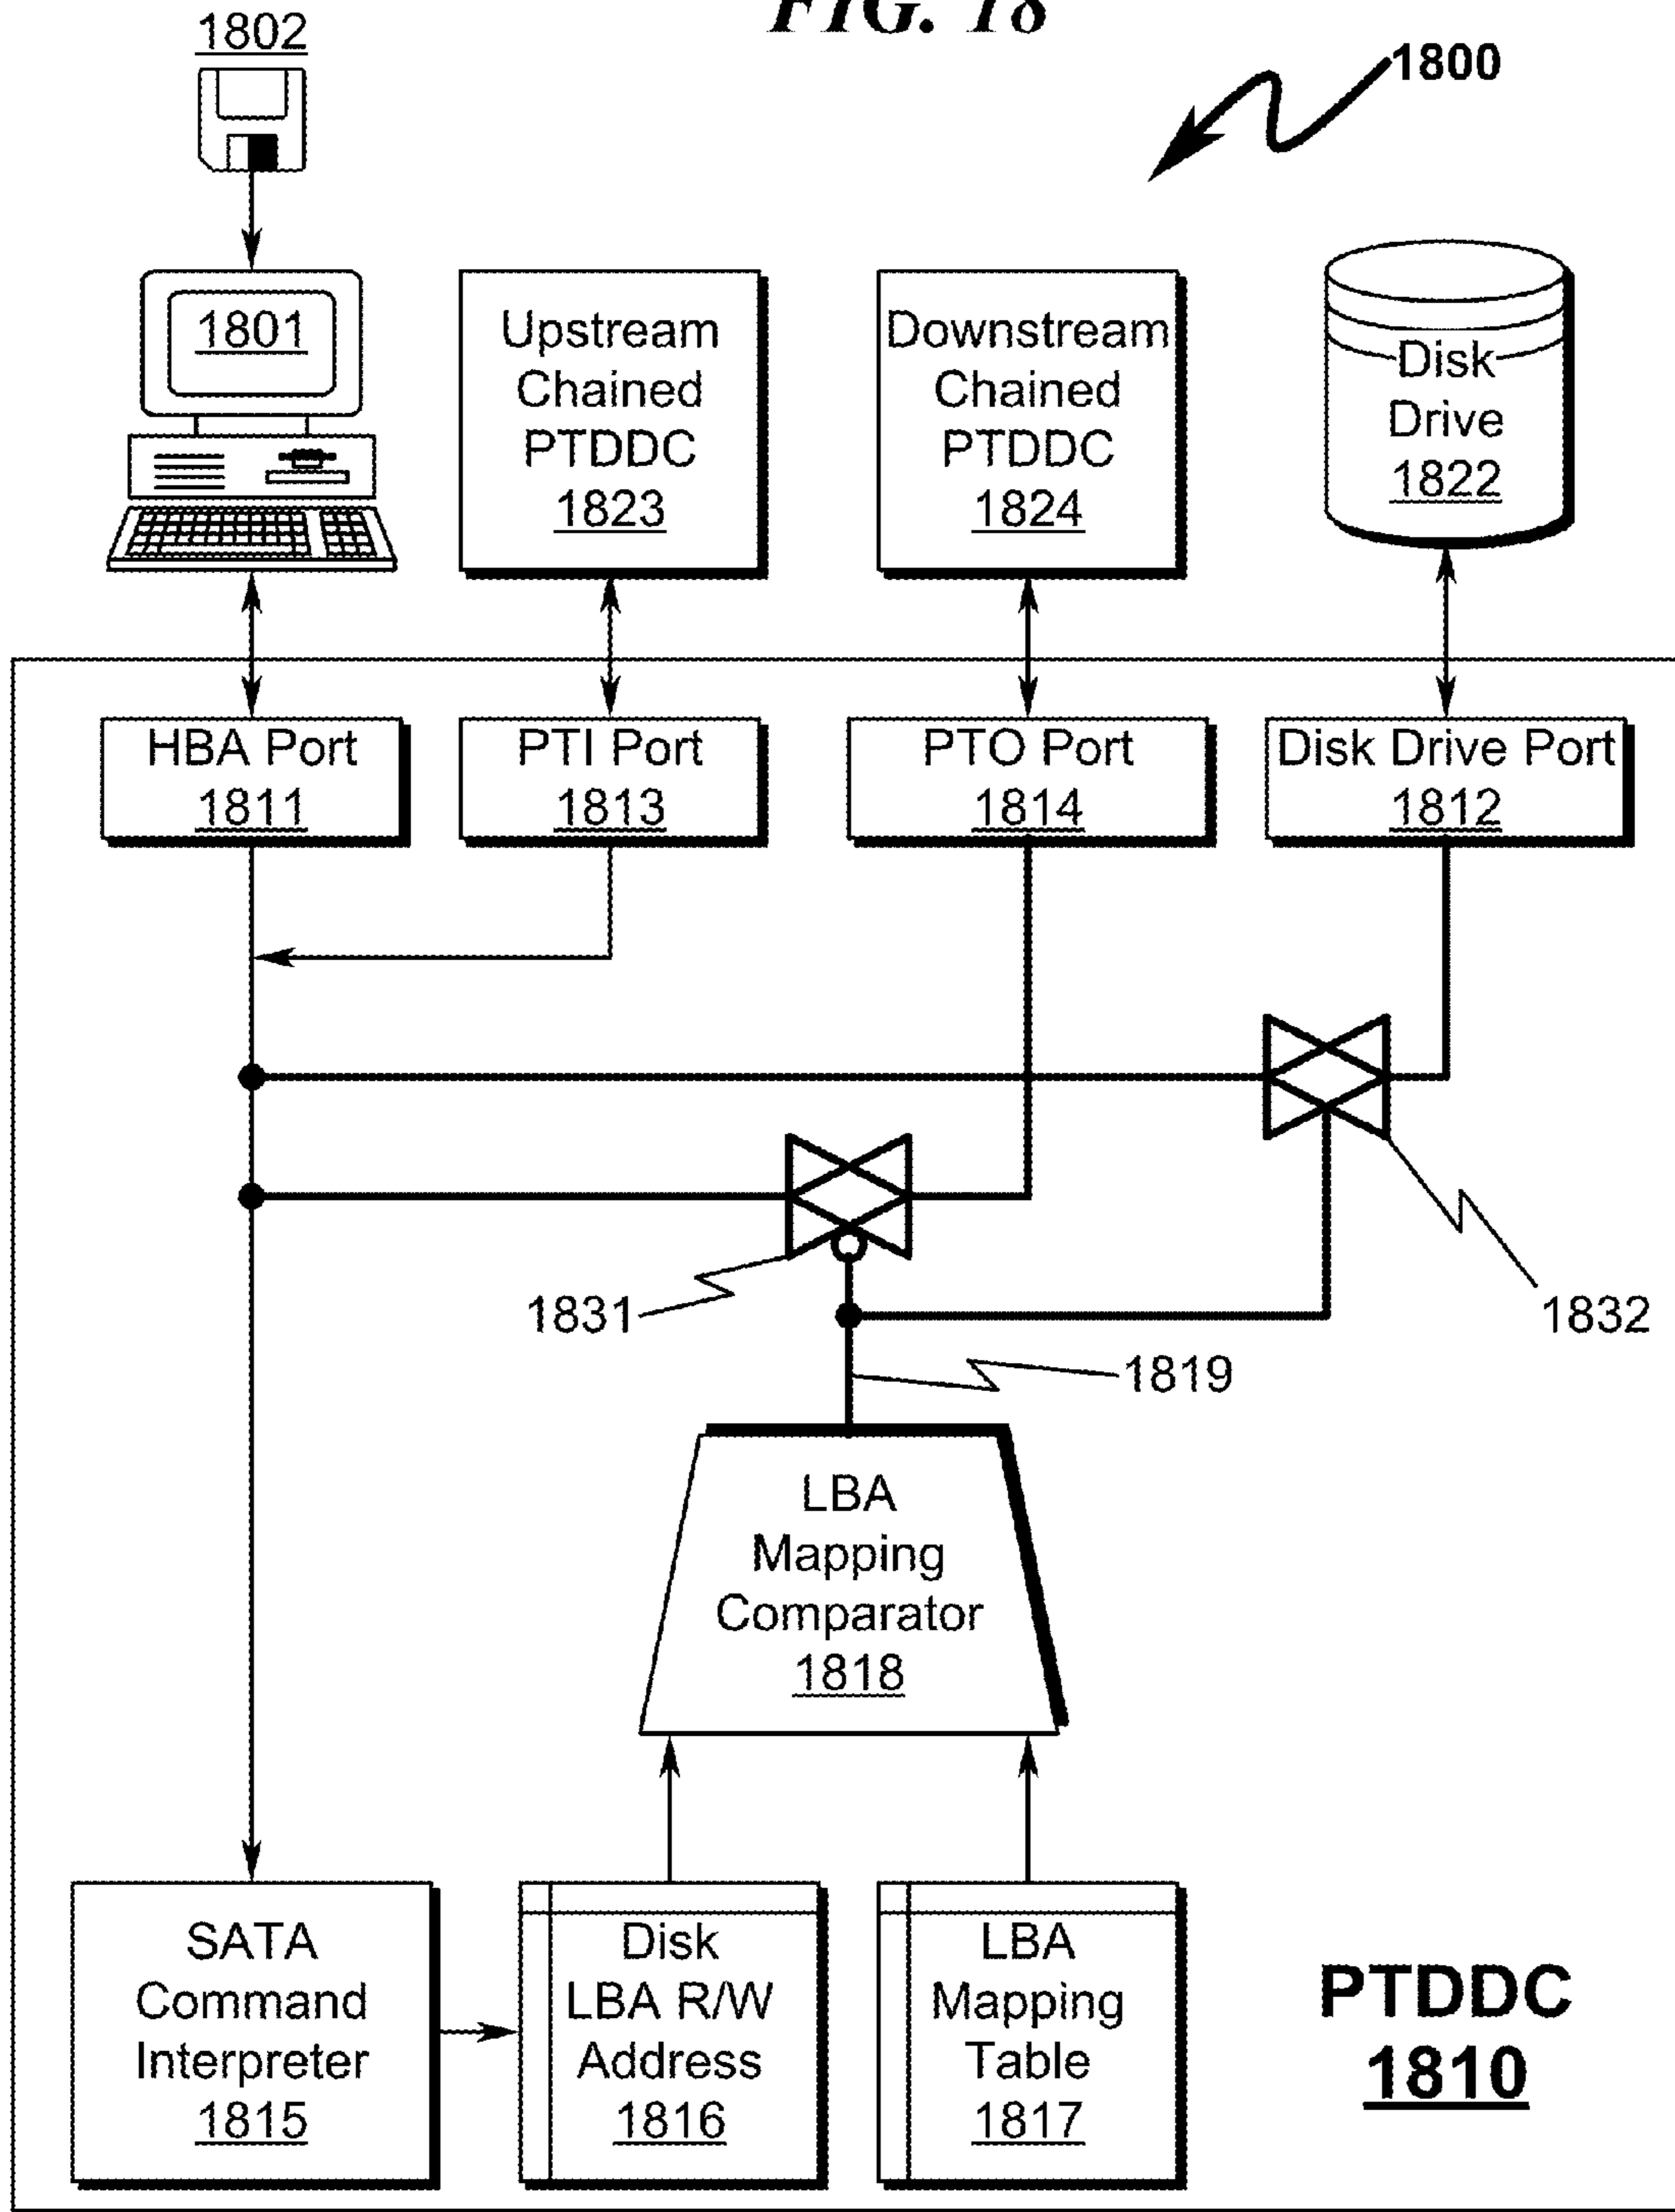 FIG. 18
1802
1800
1801
Upstream
Chained
PTDDC
1823
Downstream
Chained
PTDDC
1824
Disk
Drive
1822
HBA Port
1811
PTI Port
1813
PTO Port
1814
Disk Drive Port
1812
1831
1832
1819
LBA
Mapping
Comparator
1818
SATA
Command
Interpreter
1815
Disk
LBA R/W
Address
1816
LBA
Mapping
Table
1817
PTDDC
1810